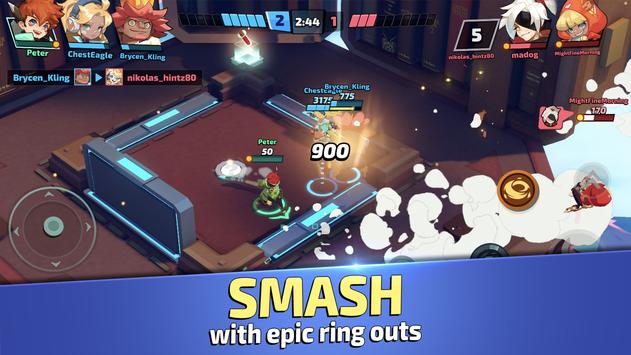 2 2:44
5
Peter ChestEagle Brycen_Kling
nikolas_hintz80 madog MightFineMorning
Brycen_Kling nikolas_hintz80
Brycen_Kling
775
ChestEagle
3175
MightFineMorning
170
Peter
50
900
SMASH
with epic ring outs